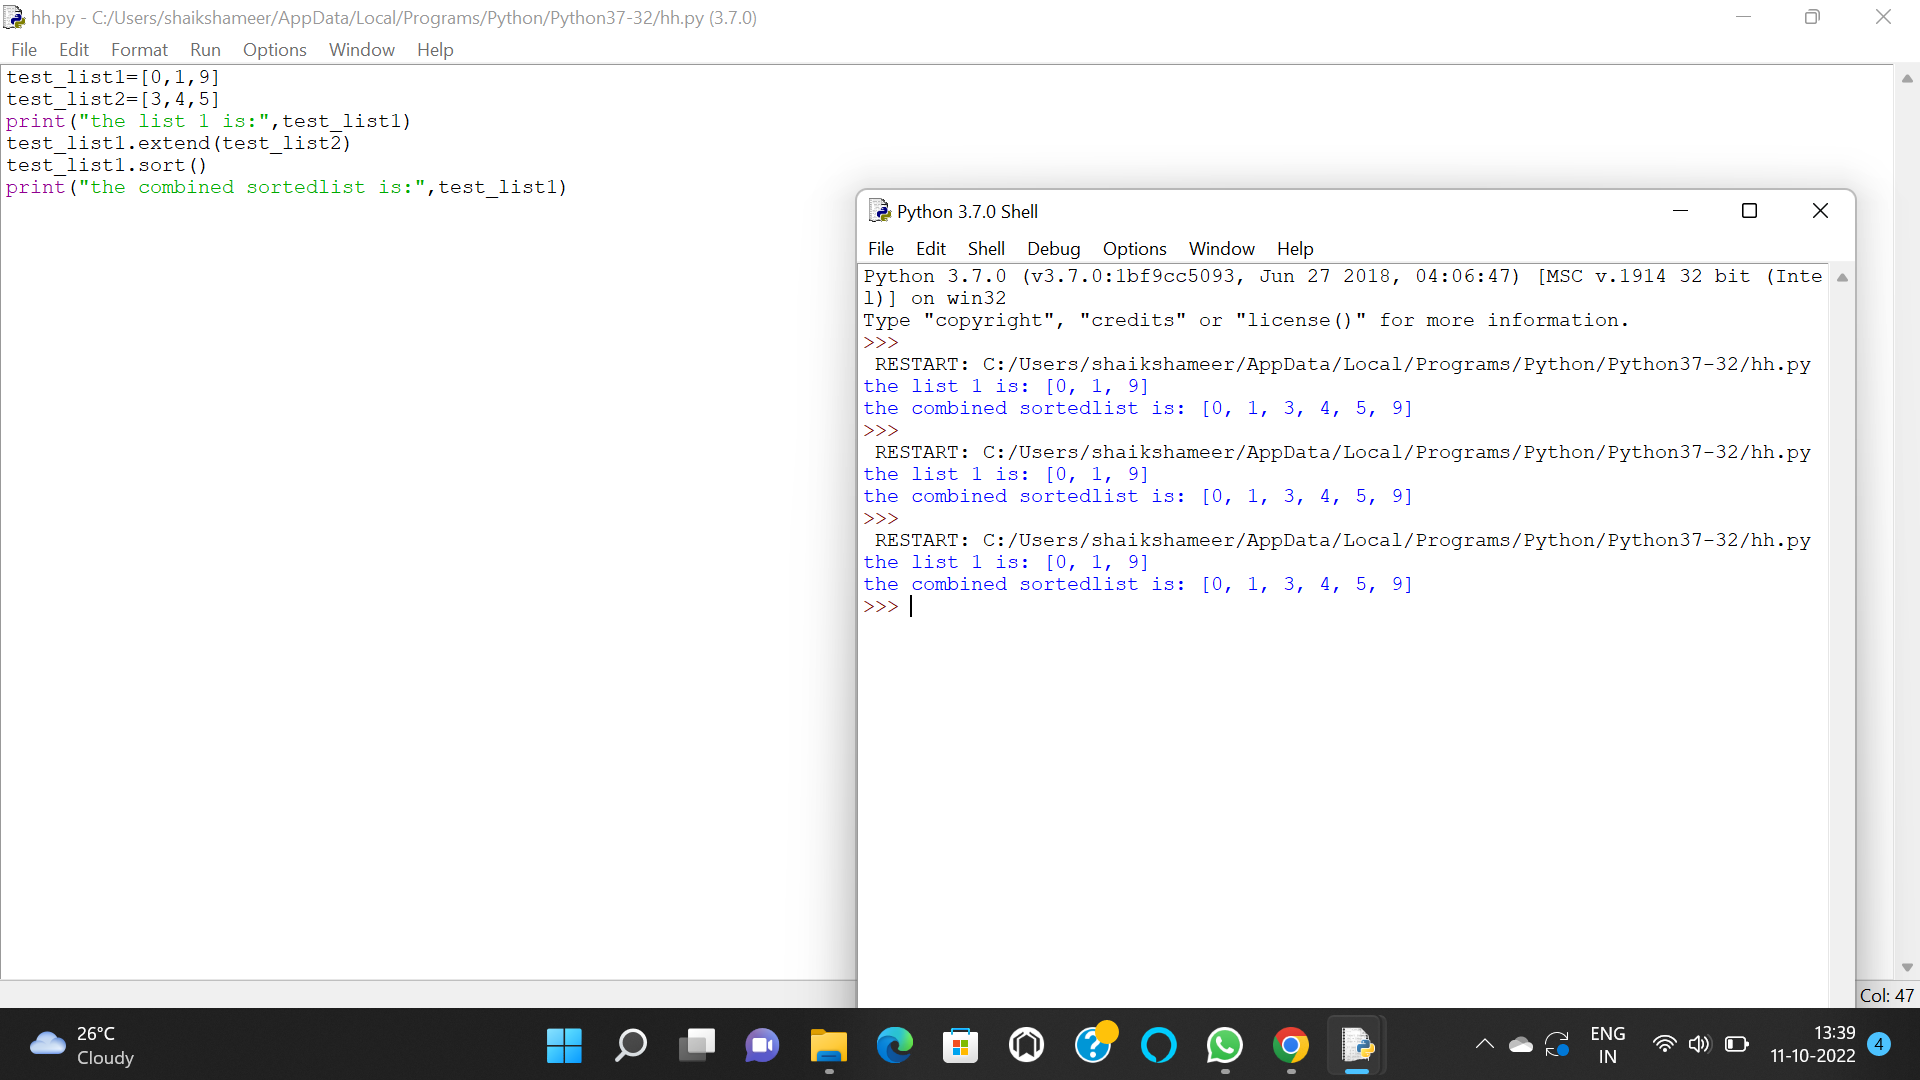 hh.py - C:/Users/shaikshameer/AppData/Local/Programs/Python/Python37-32/hh.py (3.7.0)
File Edit Format Run Options Window Help
test_list1=[0,1,9]
test_list2=[3,4,5]
print("the list 1 is:",test_list1)
test_list1.extend(test_list2)
test_list1.sort()
print("the combined sortedlist is:",test_list1)
Python 3.7.0 Shell
File Edit Shell Debug Options Window Help
Python 3.7.0 (v3.7.0:1bf9cc5093, Jun 27 2018, 04:06:47) [MSC v.1914 32 bit (Inte
l)] on win32
Type "copyright", "credits" or "license()" for more information.
>>>
RESTART: C:/Users/shaikshameer/AppData/Local/Programs/Python/Python37-32/hh.py
the list 1 is: [0, 1, 9]
the combined sortedlist is: [0, 1, 3, 4, 5, 9]
>>>
RESTART: C:/Users/shaikshameer/AppData/Local/Programs/Python/Python37-32/hh.py
the list 1 is: [0, 1, 9]
the combined sortedlist is: [0, 1, 3, 4, 5, 9]
>>>
RESTART: C:/Users/shaikshameer/AppData/Local/Programs/Python/Python37-32/hh.py
the list 1 is: [0, 1, 9]
the combined sortedlist is: [0, 1, 3, 4, 5, 9]
>>>
Col: 47
26°C
Cloudy
ENG
IN
13:39
11-10-2022
4